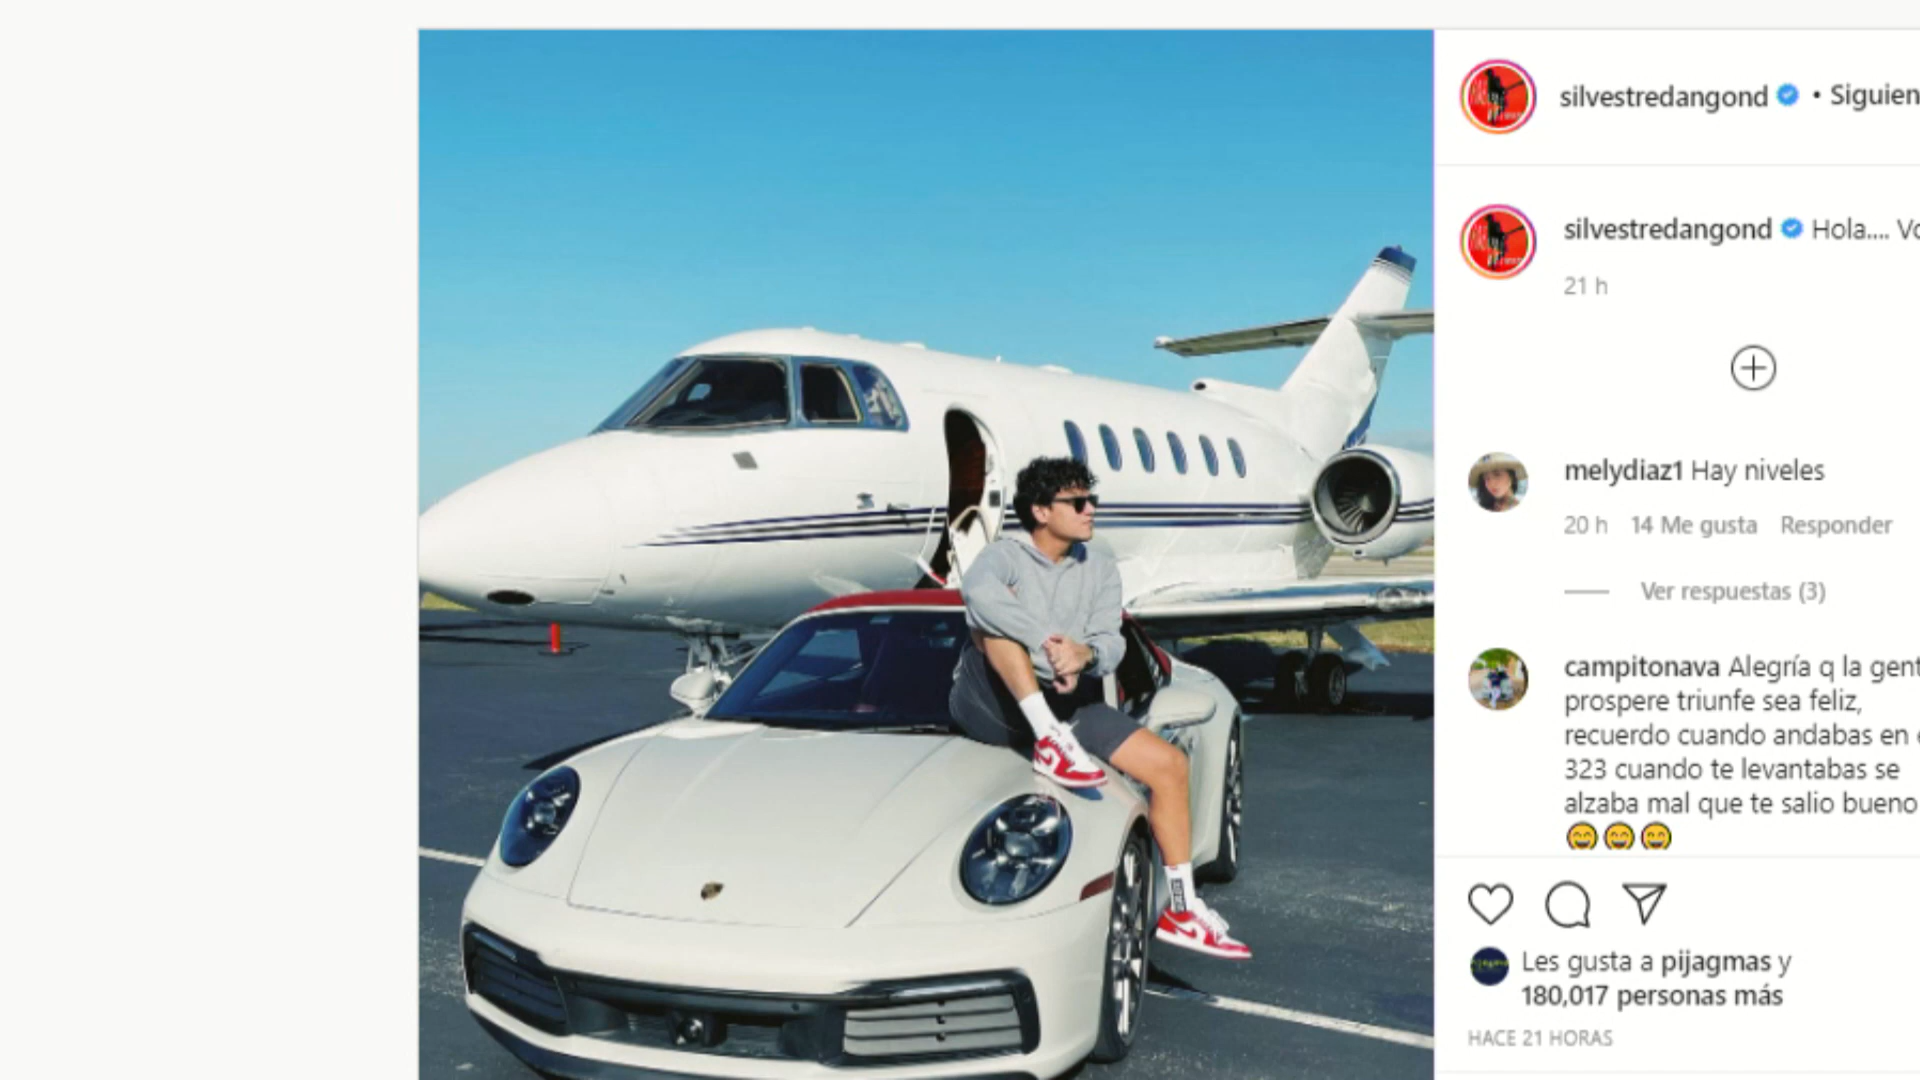 silvestredangond • Siguien
silvestredangond Hola.... Vo
21 h
melydiaz1 Hay niveles
20 h 14 Me gusta Responder
Ver respuestas (3)
campitonava Alegría q la gent
prospere triunfe sea feliz,
recuerdo cuando andabas en e
323 cuando te levantabas se
alzaba mal que te salio bueno
Les gusta a pijagmas y
180,017 personas más
HACE 21 HORAS